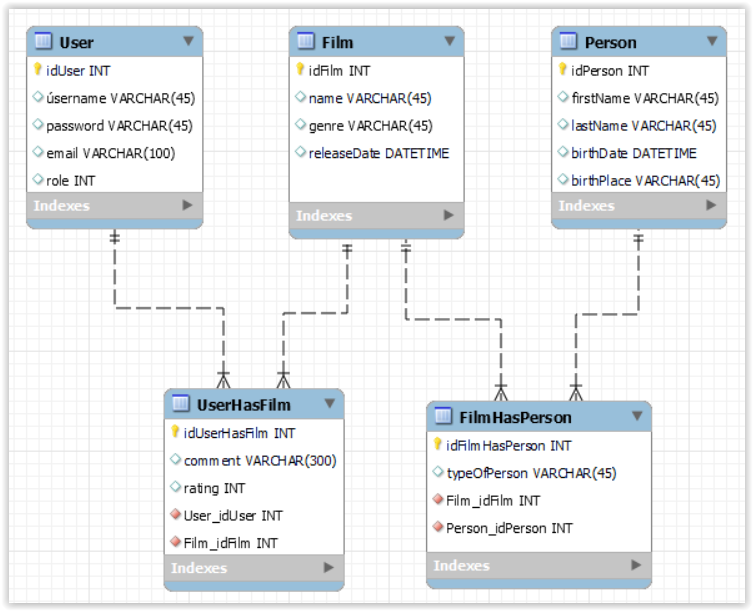 User
idUser INT
úsername VARCHAR(45)
password VARCHAR(45)
email VARCHAR(100)
role INT
Indexes
Film
idFilm INT
name VARCHAR(45)
genre VARCHAR(45)
releaseDate DATETIME
Indexes
Person
idPerson INT
firstName VARCHAR(45)
lastName VARCHAR(45)
birthDate DATETIME
birthPlace VARCHAR(45)
Indexes
UserHasFilm
idUserHasFilm INT
comment VARCHAR(300)
rating INT
User_idUser INT
Film_idFilm INT
Indexes
FilmHasPerson
idFilmHasPerson INT
typeOfPerson VARCHAR(45)
Film_idFilm INT
Person_idPerson INT
Indexes